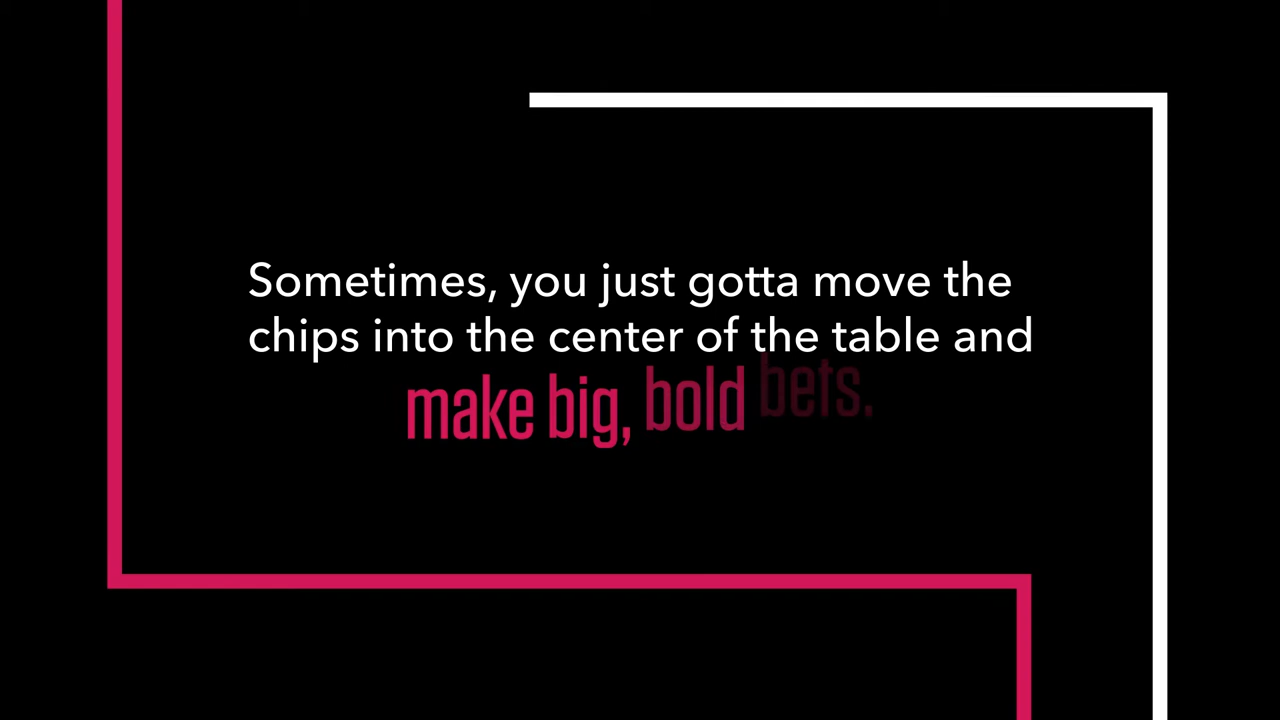 Sometimes, you just gotta move the
chips into the center of the table and
make big, bold bets.